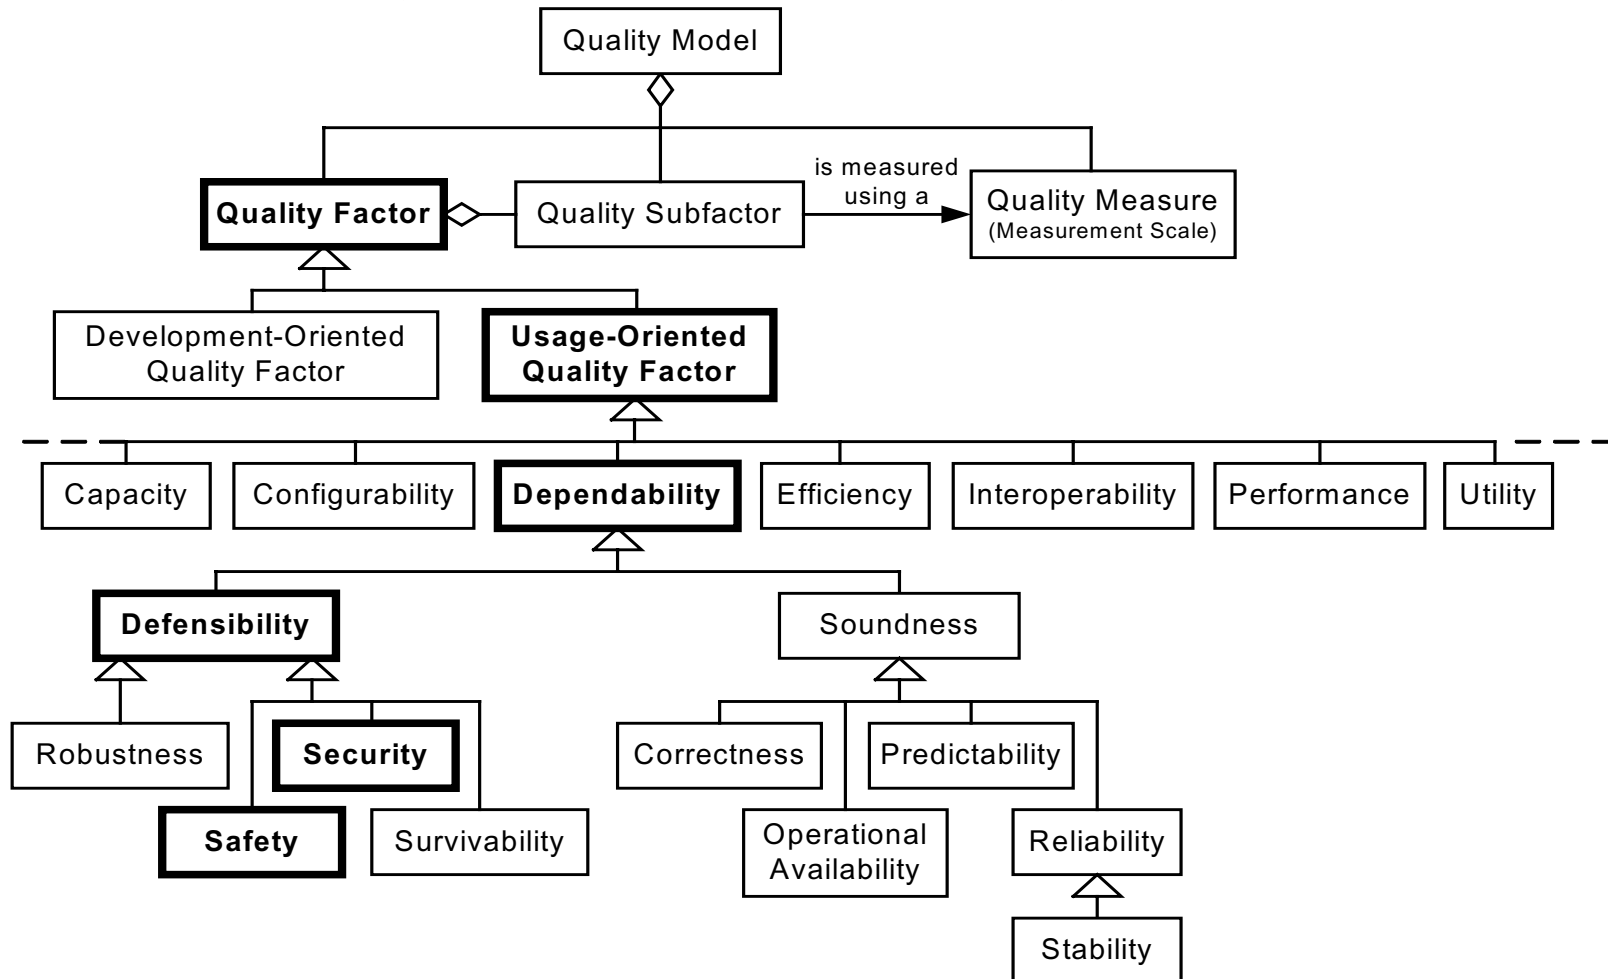 Quality Model
is measured
using a
Quality Factor
Quality Subfactor
Quality Measure
(Measurement Scale)
Development-Oriented
Quality Factor
Usage-Oriented
Quality Factor
Capacity
Configurability
Dependability
Efficiency
Interoperability
Performance
Utility
Defensibility
Soundness
Robustness
Security
Correctness
Predictability
Safety
Survivability
Operational
Availability
Reliability
Stability